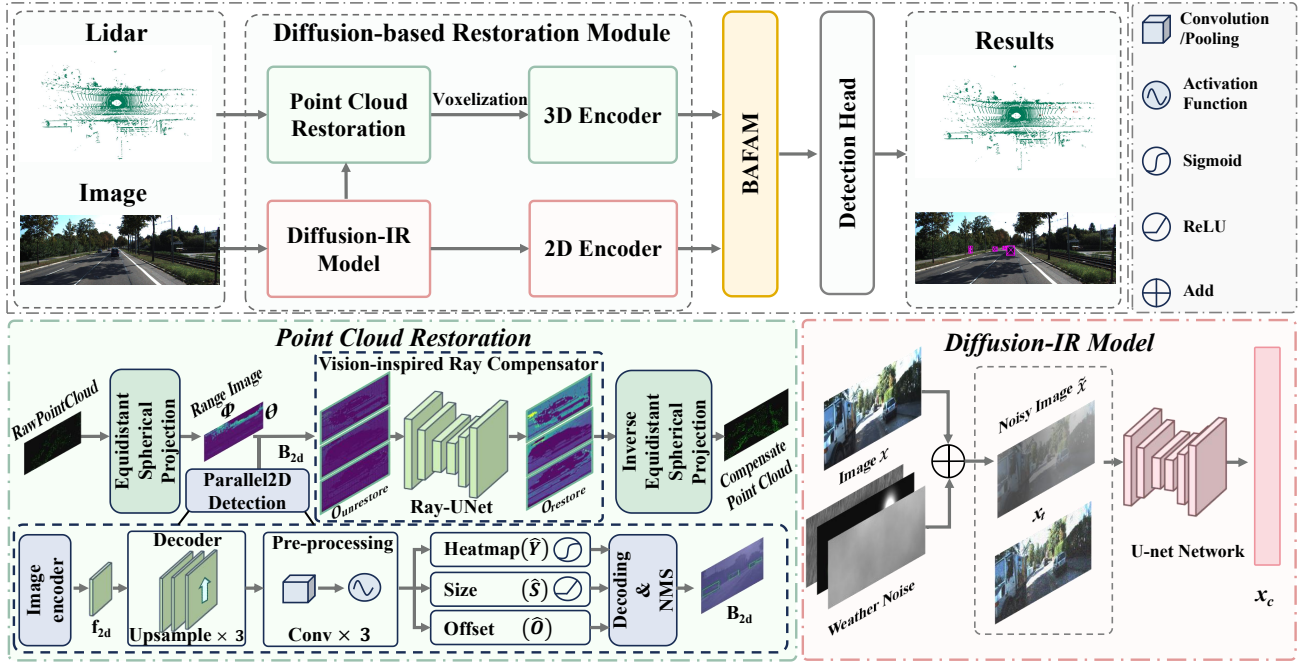 Lidar
Image
Diffusion-based Restoration Module
Point Cloud
Restoration
Voxelization
3D Encoder
Diffusion-IR
Model
2D Encoder
BAFAM
Detection Head
Results
Convolution
/Pooling
Activation
Function
Sigmoid
ReLU
Add
Point Cloud Restoration
RawPointCloud
Equidistant
Spherical
Projection
Range Image
Φ
Θ
B2d
Parallel2D
Detection
Vision-inspired Ray Compensator
Ounrestore
Ray-UNet
Orestore
Inverse
Equidistant
Spherical
Projection
Compensate
Point Cloud
Image
encoder
f2d
Decoder
Upsample × 3
Pre-processing
Conv × 3
Heatmap(Ŷ)
Size (Ŝ)
Offset (Ô)
Decoding
& NMS
B2d
Diffusion-IR Model
Image x
Weather Noise
Noisy Image x̃
xt
U-net Network
xc